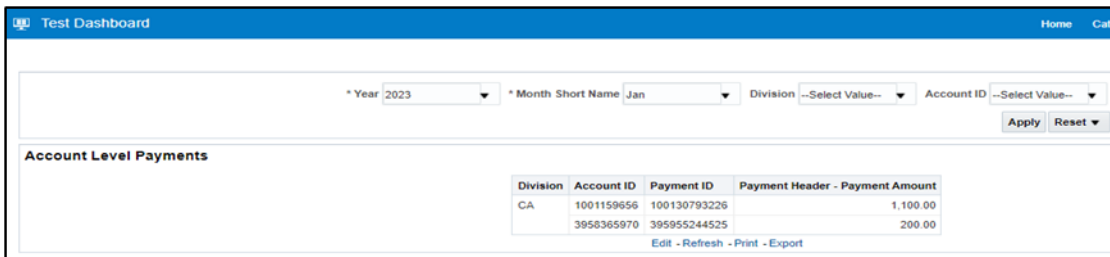 Test Dashboard Home
* Year 2023 * Month Short Name Jan Division --Select Value-- Account ID --Select Value--
Apply Reset
Account Level Payments
Division Account ID Payment ID Payment Header - Payment Amount
CA 1001159656 100130793226 1,100.00
3958365970 395955244525 200.00
Edit - Refresh - Print - Export